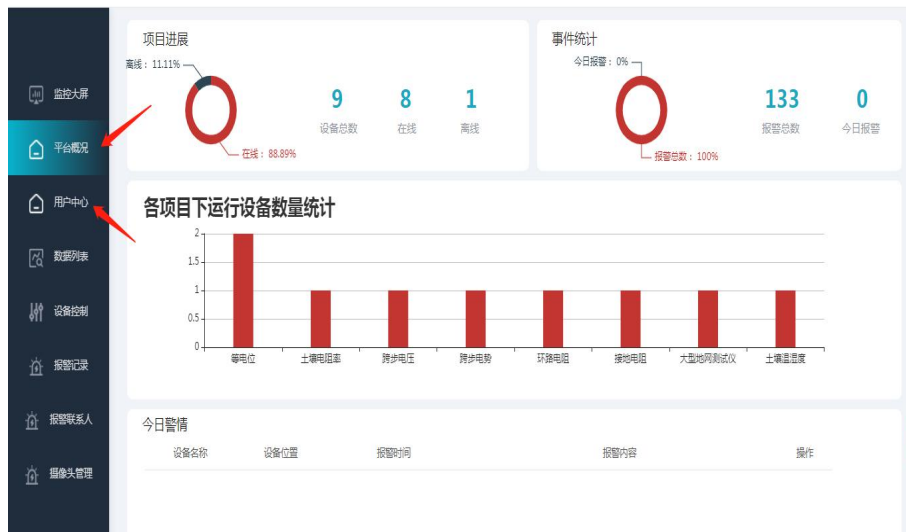 监控大屏
平台概况
用户中心
数据列表
设备控制
报警记录
报警联系人
摄像头管理
项目进展
离线： 11.11%
在线： 88.89%
9 8 1
设备总数 在线 离线
事件统计
今日报警： 0%
报警总数： 100%
133 0
报警总数 今日报警
各项目下运行设备数量统计
2
1.5
1
0.5
0
等电位 土壤电阻率 跨步电压 跨步电势 环路电阻 接地电阻 大型地网测试仪 土壤温湿度
今日警情
设备名称 设备位置 报警时间 报警内容 操作